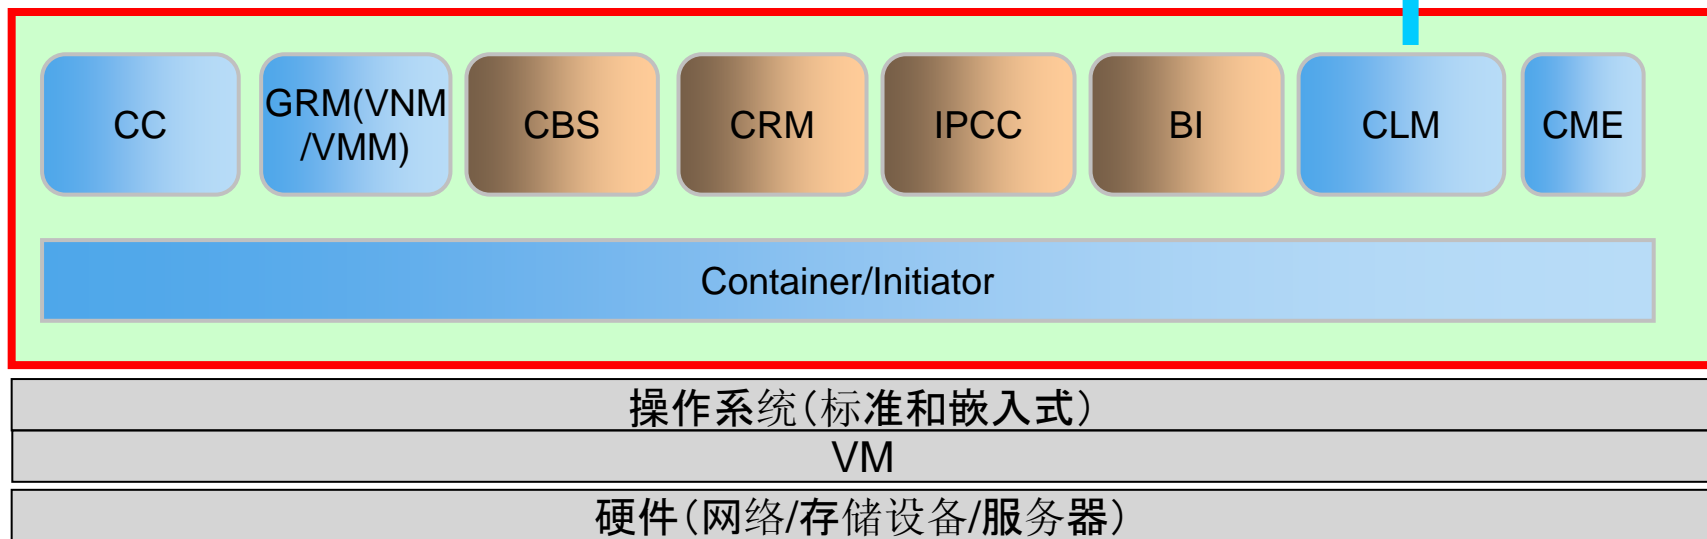 CC
GRM(VNM
/VMM)
CBS
CRM
IPCC
BI
CLM
CME
Container/Initiator
操作系统(标准和嵌入式)
VM
硬件(网络/存储设备/服务器)